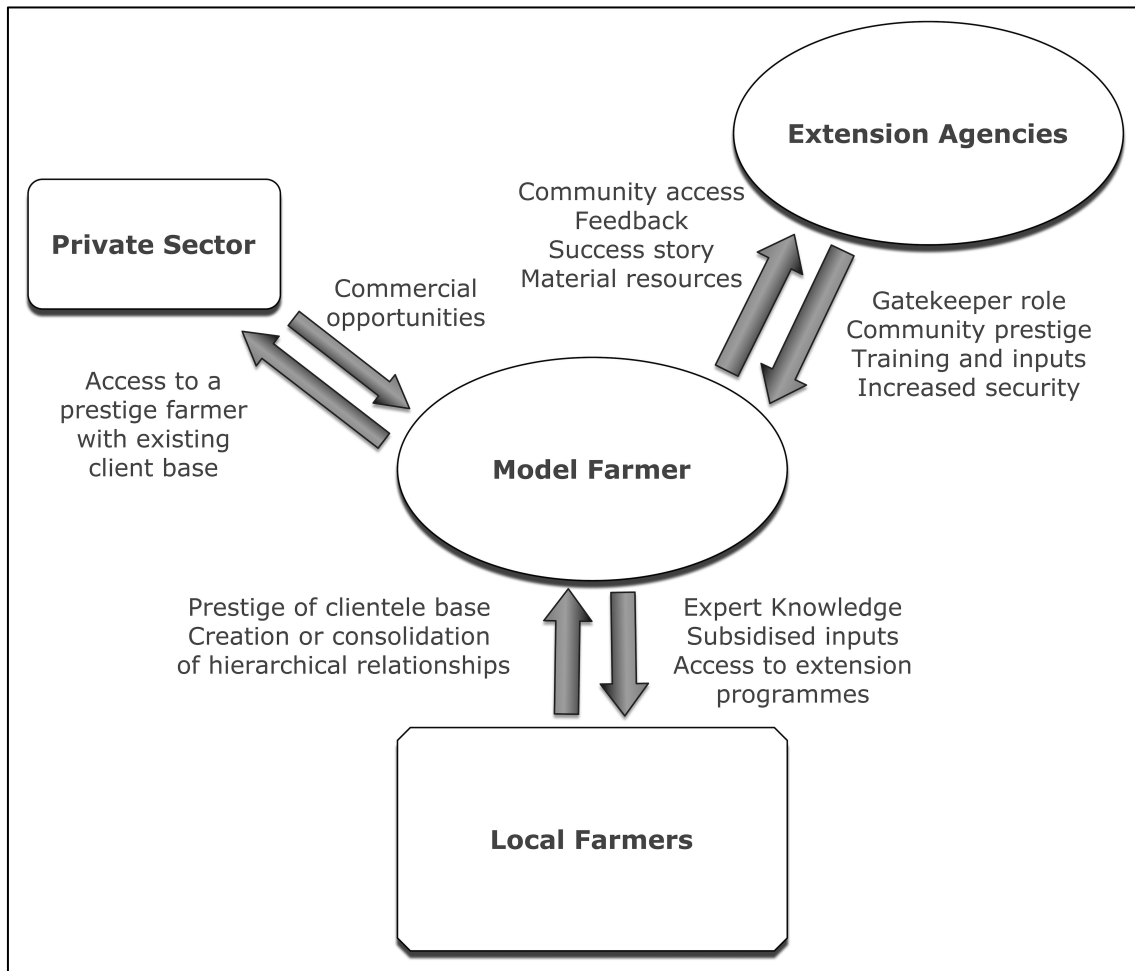 Extension Agencies
Community access
Feedback
Success story
Material resources
Private Sector
Commercial
opportunities
Gatekeeper role
Community prestige
Training and inputs
Increased security
Access to a
prestige farmer
with existing
client base
Model Farmer
Prestige of clientele base
Creation or consolidation
of hierarchical relationships
Expert Knowledge
Subsidised inputs
Access to extension
programmes
Local Farmers